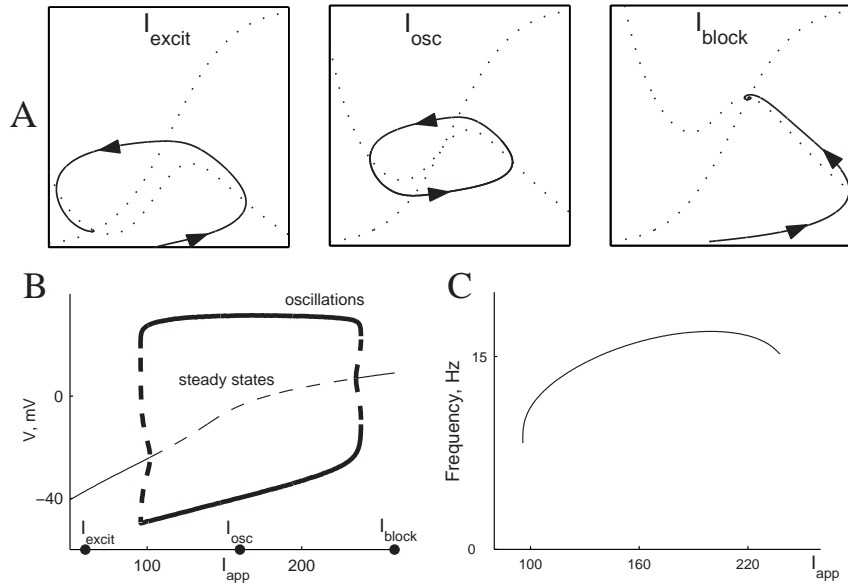 A
I_excit
I_osc
I_block
B
V, mV
0
−40
oscillations
steady states
I_excit
I_osc
I_block
100
I_app
200
C
Frequency, Hz
15
0
100
160
220
I_app